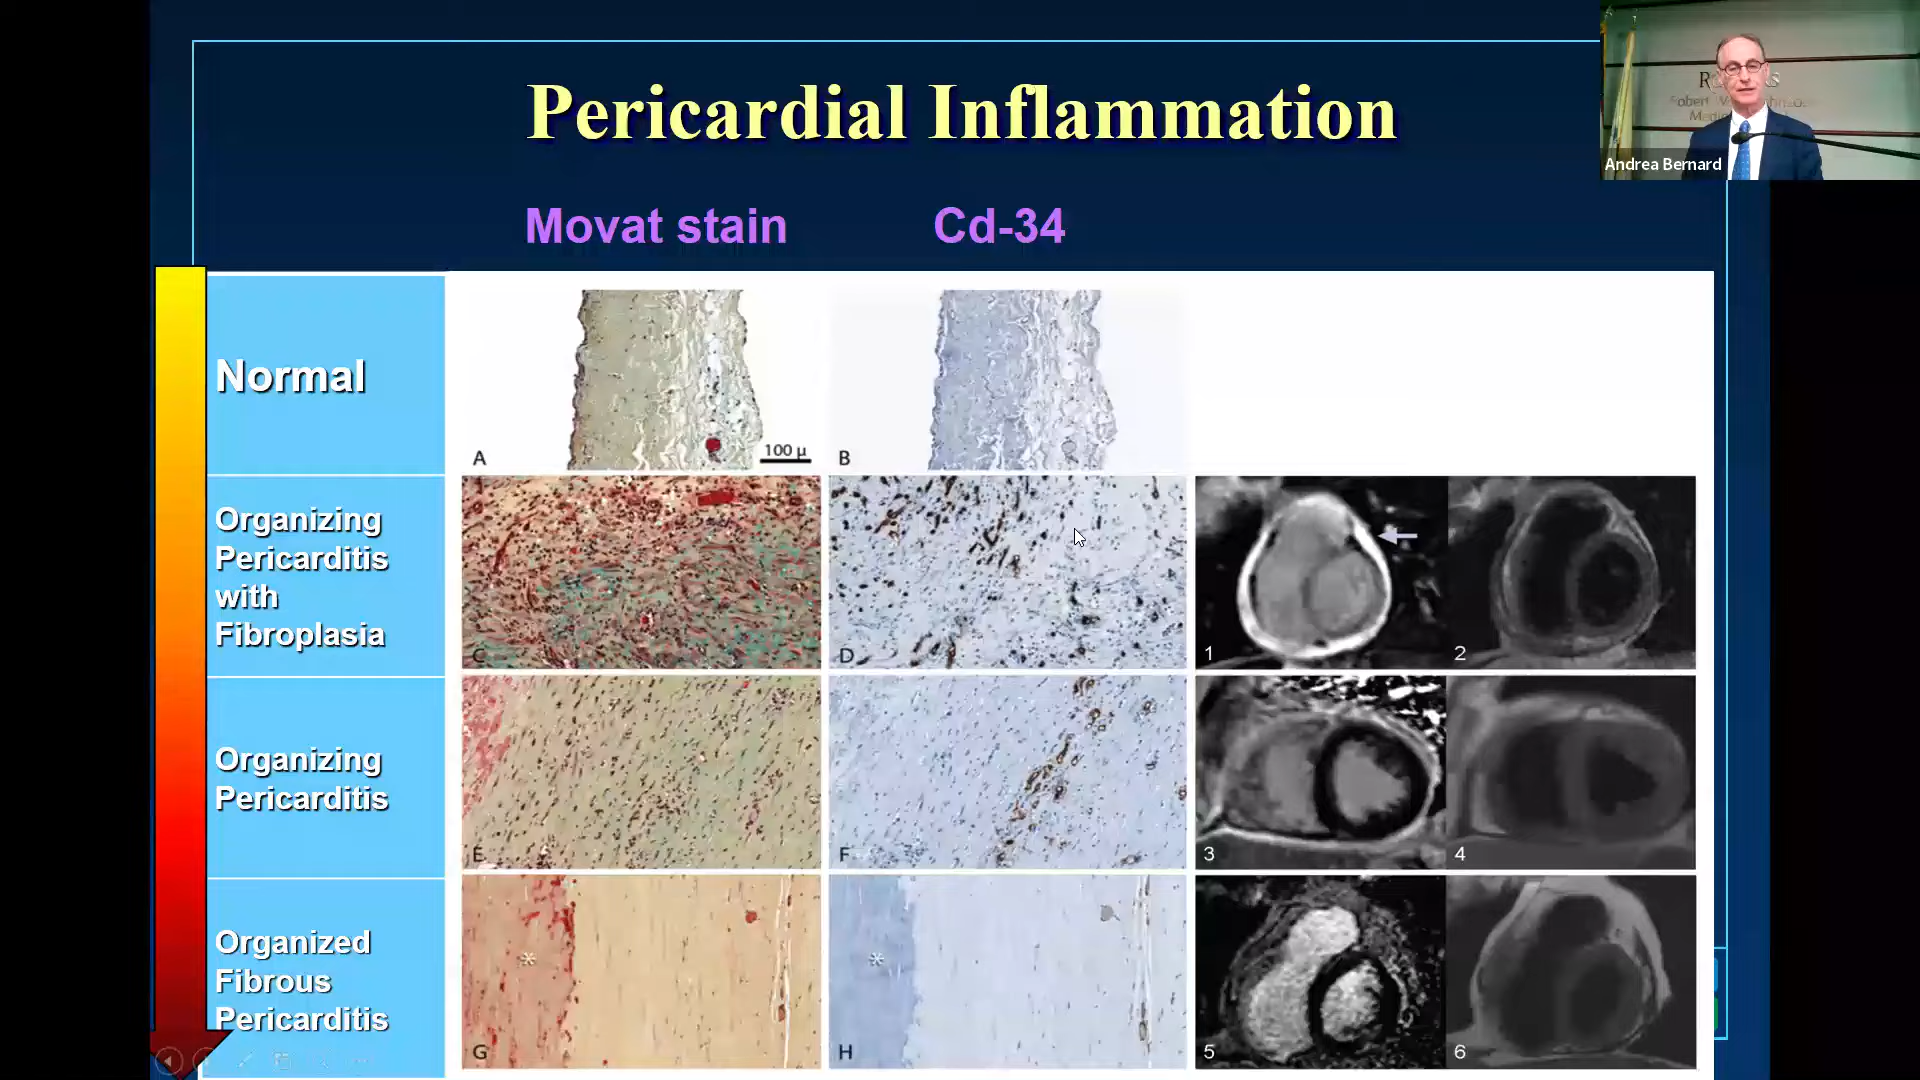 Pericardial Inflammation
Andrea Bernard
Movat stain Cd-34
Normal
A
100 µ
B
Organizing
Pericarditis
with
Fibroplasia
C
D
1
2
Organizing
Pericarditis
E
F
3
4
Organized
Fibrous
Pericarditis
*
*
G
H
5
6